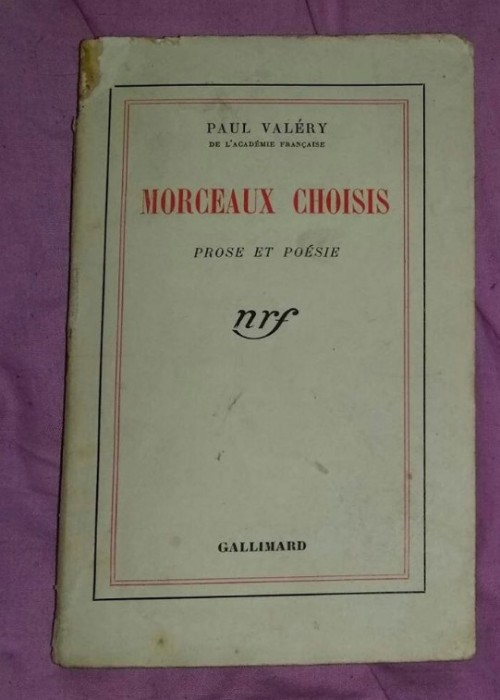 PAUL VALÉRY
DE L'ACADÉMIE FRANÇAISE
MORCEAUX CHOISIS
PROSE ET POÉSIE
nrf
GALLIMARD